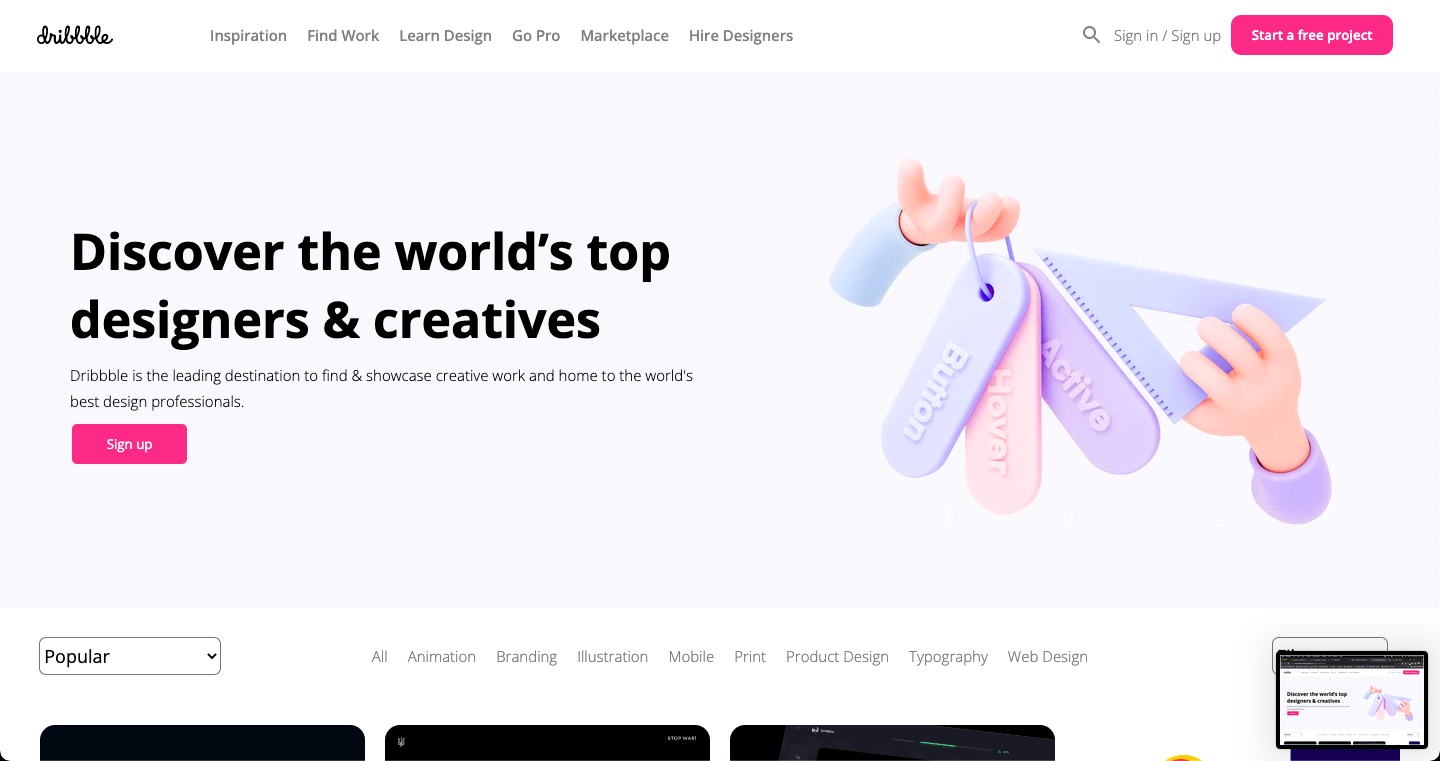 dribbble
Inspiration Find Work Learn Design Go Pro Marketplace Hire Designers
Sign in / Sign up
Start a free project
Discover the world’s top
designers & creatives
Dribbble is the leading destination to find & showcase creative work and home to the world's
best design professionals.
Sign up
Button
Hover
Active
Popular
All Animation Branding Illustration Mobile Print Product Design Typography Web Design
STOP WAR!
Discover the world's top
designers & creatives